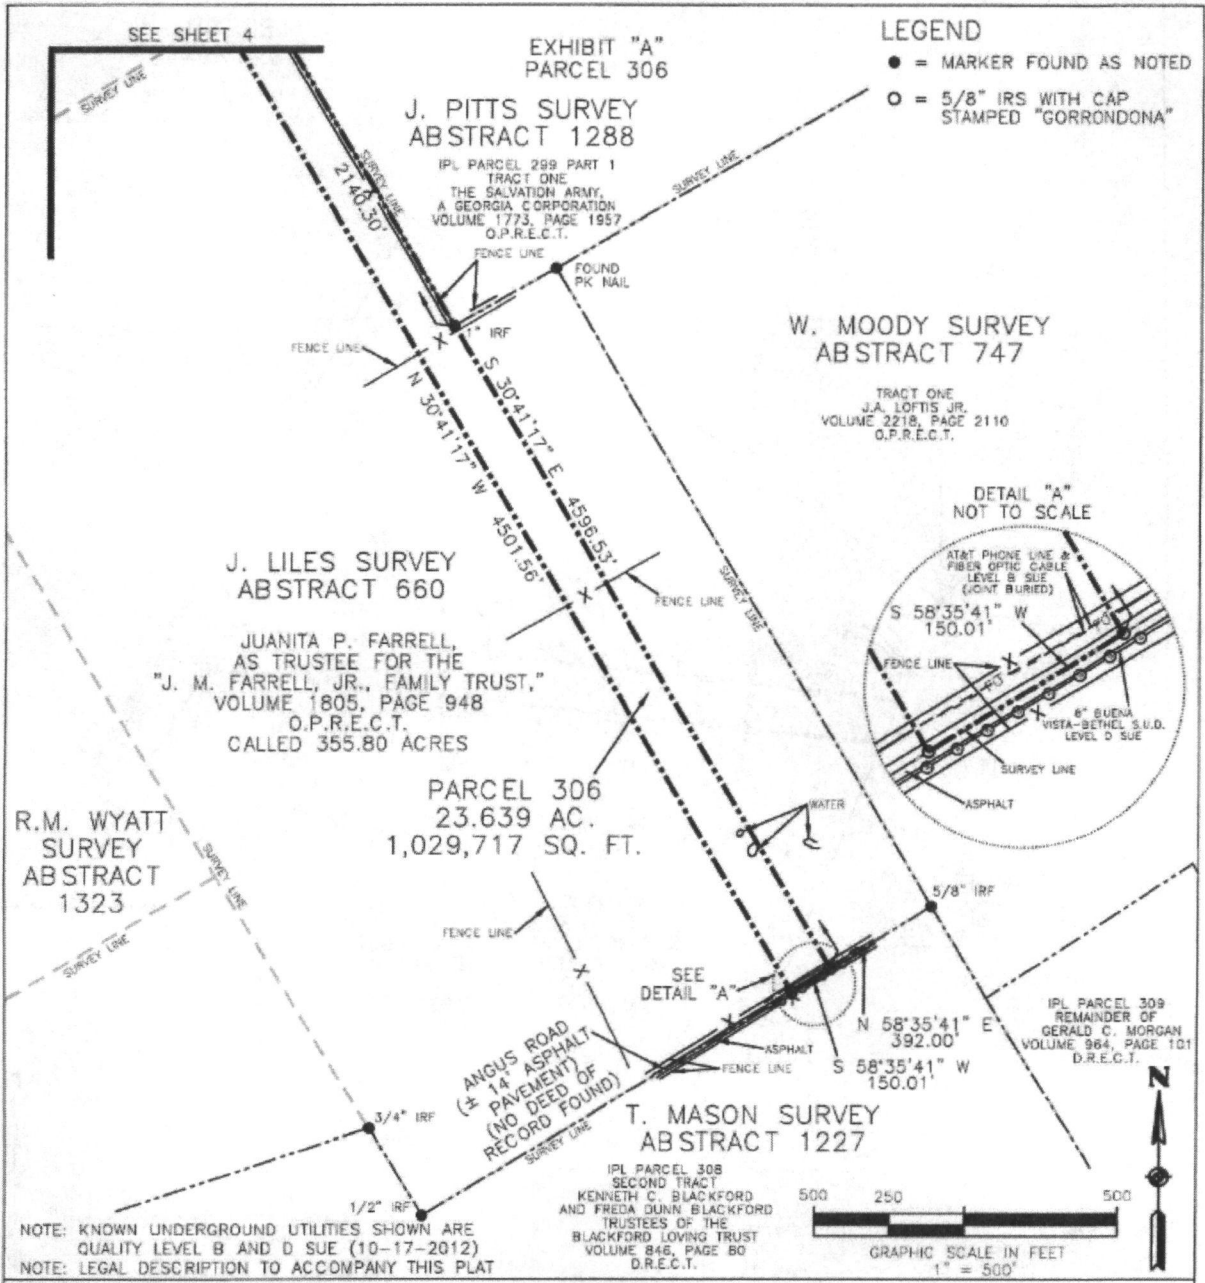 SEE SHEET 4
EXHIBIT "A"
PARCEL 306
LEGEND
● = MARKER FOUND AS NOTED
O = 5/8" IRS WITH CAP
STAMPED "GORRONDONA"
SURVEY LINE
J. PITTS SURVEY
ABSTRACT 1288
IPL PARCEL 299 PART 1
TRACT ONE
THE SALVATION ARMY,
A GEORGIA CORPORATION
VOLUME 1773, PAGE 1957
O.P.R.E.C.T.
SURVEY LINE
2140.30'
SURVEY LINE
FENCE LINE
FOUND
PK NAIL
1" IRF
FENCE LINE
X
W. MOODY SURVEY
ABSTRACT 747
TRACT ONE
J.A. LOFTIS JR.
VOLUME 2218, PAGE 2110
O.P.R.E.C.T.
S 30°41'17" E 4596.53'
N 30°41'17" W 4501.56'
DETAIL "A"
NOT TO SCALE
AT&T PHONE LINE &
FIBER OPTIC CABLE
LEVEL B SUE
(JOINT BURIED)
S 58°35'41" W
150.01'
FENCE LINE
X
FO
FO
X
8" BUENA
VISTA-BETHEL S.U.D.
LEVEL D SUE
SURVEY LINE
ASPHALT
J. LILES SURVEY
ABSTRACT 660
X
FENCE LINE
SURVEY LINE
JUANITA P. FARRELL,
AS TRUSTEE FOR THE
"J. M. FARRELL, JR., FAMILY TRUST,"
VOLUME 1805, PAGE 948
O.P.R.E.C.T.
CALLED 355.80 ACRES
PARCEL 306
23.639 AC.
1,029,717 SQ. FT.
WATER
R.M. WYATT
SURVEY
ABSTRACT
1323
SURVEY LINE
SURVEY LINE
FENCE LINE
X
5/8" IRF
SEE
DETAIL "A"
N 58°35'41" E
392.00'
S 58°35'41" W
150.01'
IPL PARCEL 309
REMAINDER OF
GERALD C. MORGAN
VOLUME 964, PAGE 101
D.R.E.C.T.
X
ASPHALT
FENCE LINE
ANGUS ROAD
(± 14' ASPHALT
PAVEMENT)
(NO DEED OF
RECORD FOUND)
SURVEY LINE
3/4" IRF
1/2" IRF
T. MASON SURVEY
ABSTRACT 1227
IPL PARCEL 308
SECOND TRACT
KENNETH C. BLACKFORD
AND FREDA DUNN BLACKFORD
TRUSTEES OF THE
BLACKFORD LOVING TRUST
VOLUME 846, PAGE 80
D.R.E.C.T.
N
500 250 500
GRAPHIC SCALE IN FEET
1" = 500'
NOTE: KNOWN UNDERGROUND UTILITIES SHOWN ARE
QUALITY LEVEL B AND D SUE (10-17-2012)
NOTE: LEGAL DESCRIPTION TO ACCOMPANY THIS PLAT